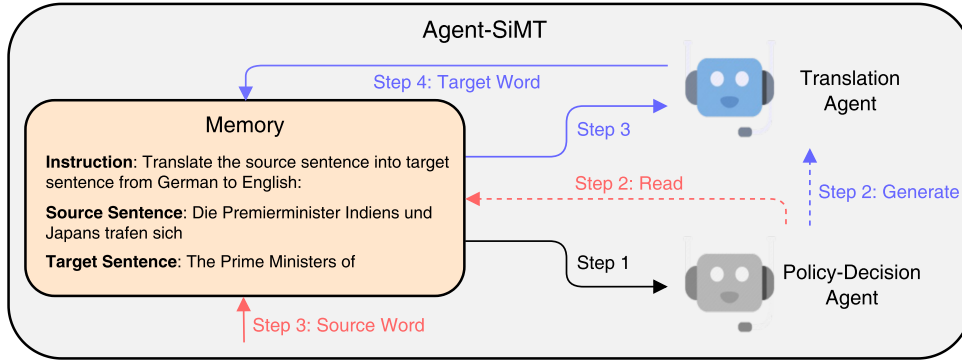 Agent-SiMT
Step 4: Target Word
Translation
Agent
Memory
Step 3
Instruction: Translate the source sentence into target
sentence from German to English:
Step 2: Read
Step 2: Generate
Source Sentence: Die Premierminister Indiens und
Japans trafen sich
Target Sentence: The Prime Ministers of
Step 1
Policy-Decision
Agent
Step 3: Source Word